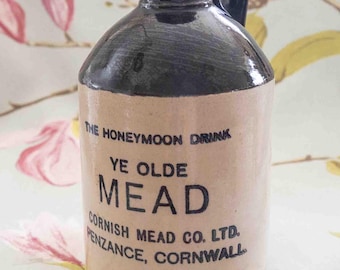 THE HONEYMOON DRINK
YE OLDE
MEAD
CORNISH MEAD CO. LTD.
PENZANCE, CORNWALL.